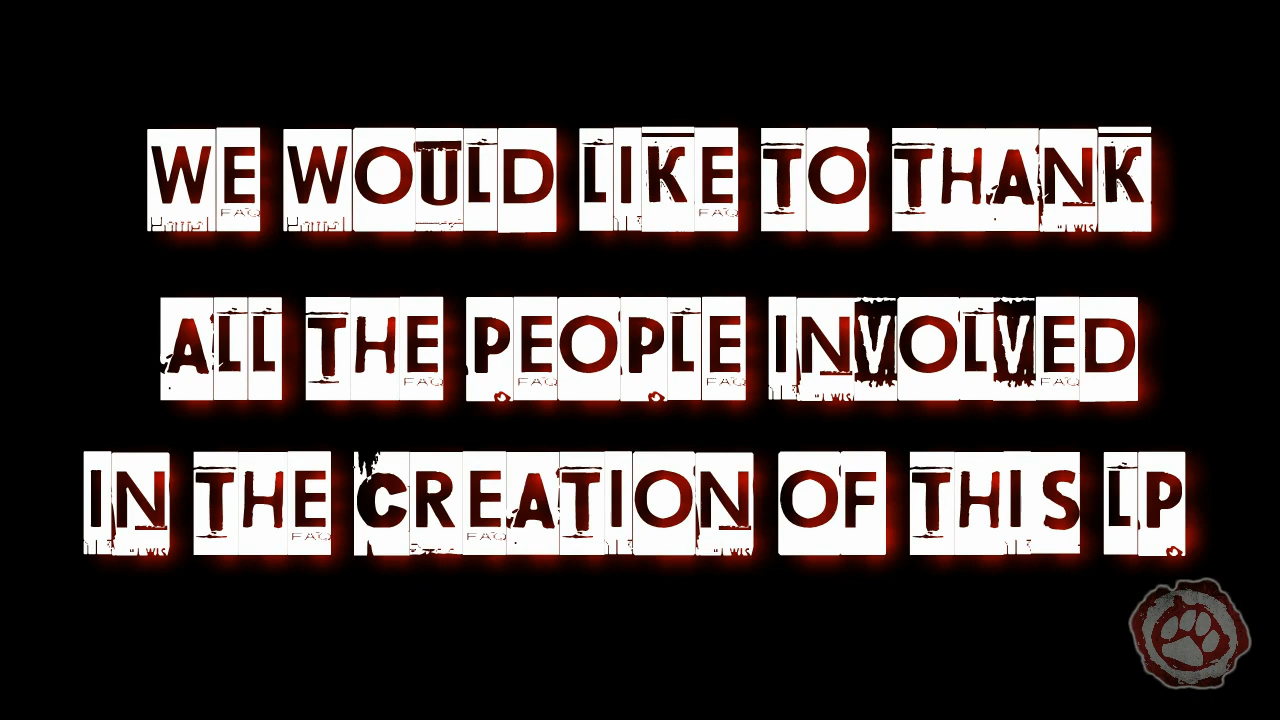 WE WOULD LIKE TO THANK
ALL THE PEOPLE INVOLVED
IN THE CREATION OF THIS LP